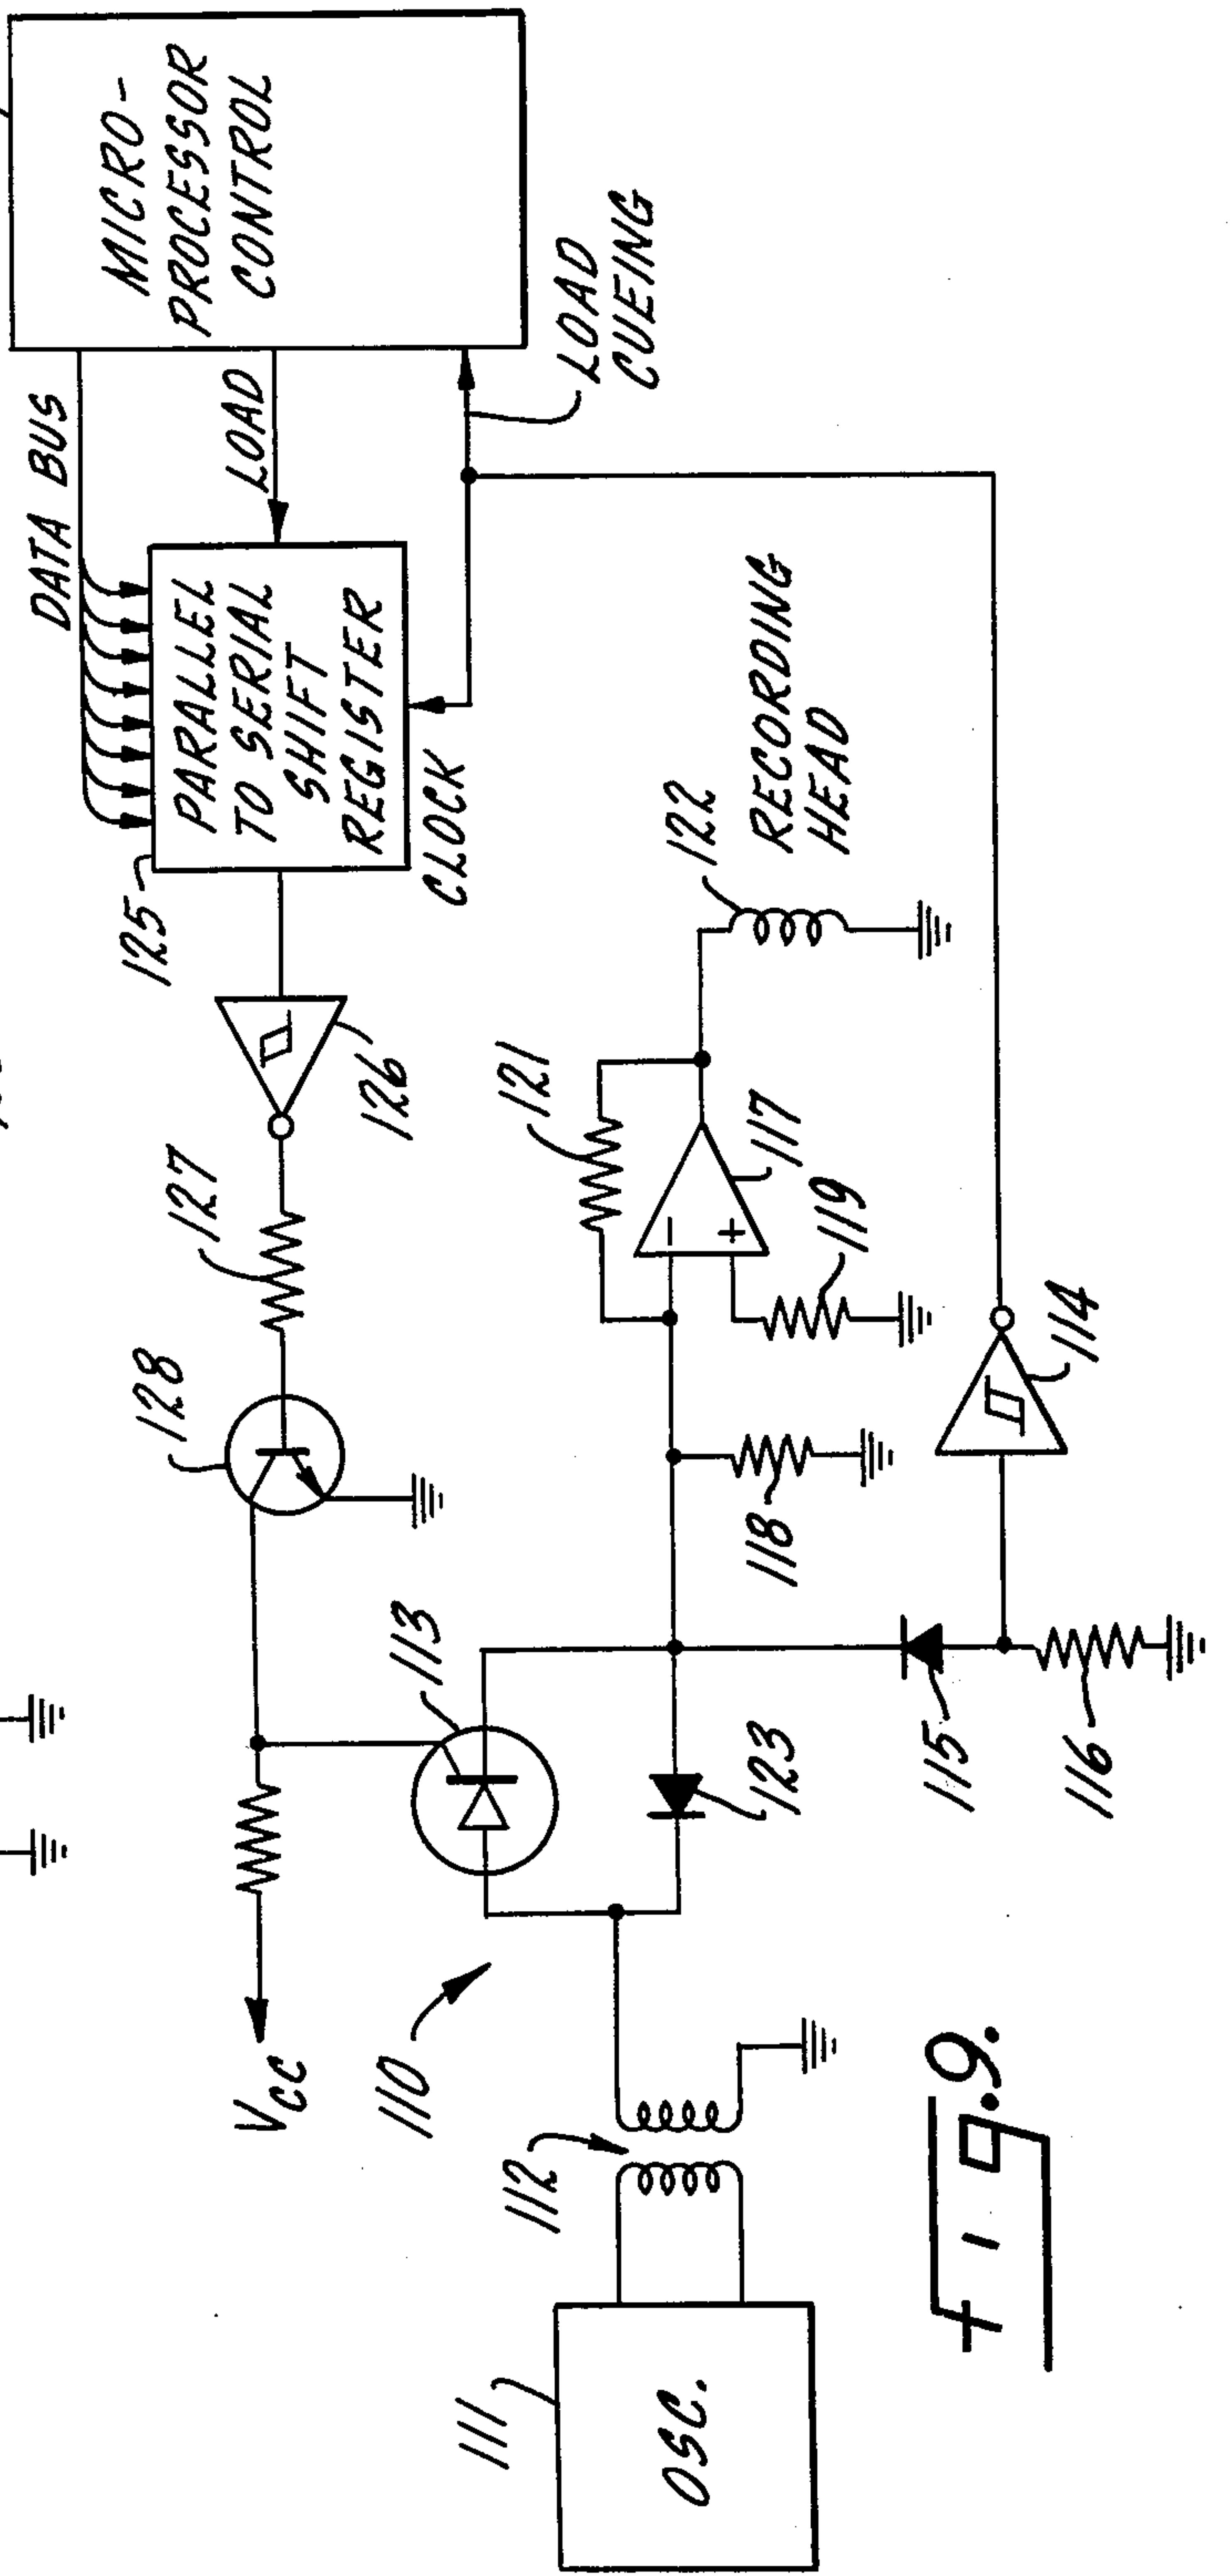 MICRO-
PROCESSOR
CONTROL
DATA BUS
LOAD
LOAD
CUEING
PARALLEL
TO SERIAL
SHIFT
REGISTER
125
CLOCK
126
127
128
VCC
113
110
111
OSC.
112
123
115
116
118
119
117
121
122
RECORDING
HEAD
114
Fig. 9.